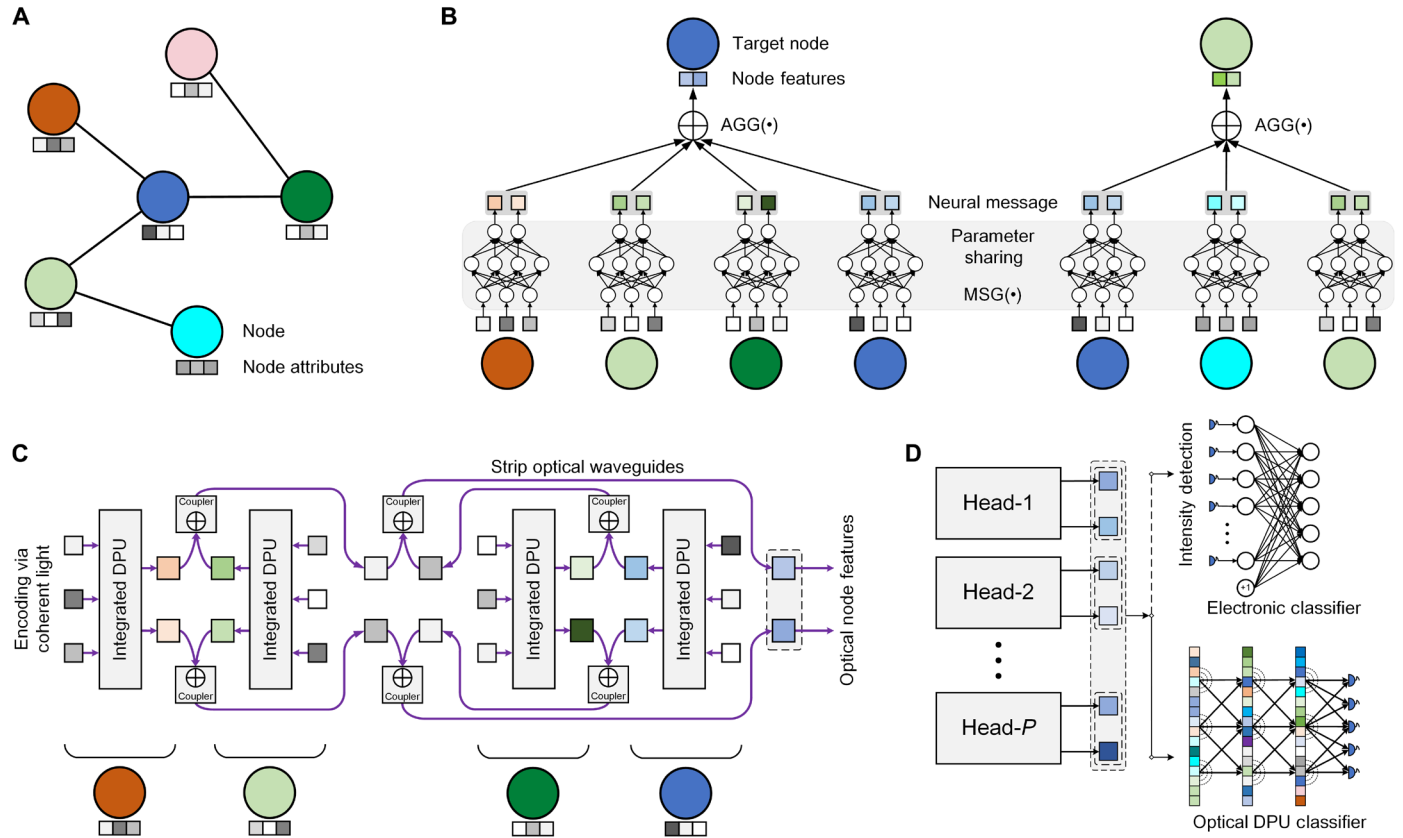 A
Node
Node attributes
B
Target node
Node features
AGG(•)
AGG(•)
Neural message
Parameter
sharing
MSG(•)
C
Strip optical waveguides
Encoding via
coherent light
Integrated DPU
Coupler
Coupler
Integrated DPU
Coupler
Coupler
Integrated DPU
Coupler
Coupler
Integrated DPU
Optical node features
D
Head-1
Head-2
Head-P
Intensity detection
+1
Electronic classifier
Optical DPU classifier